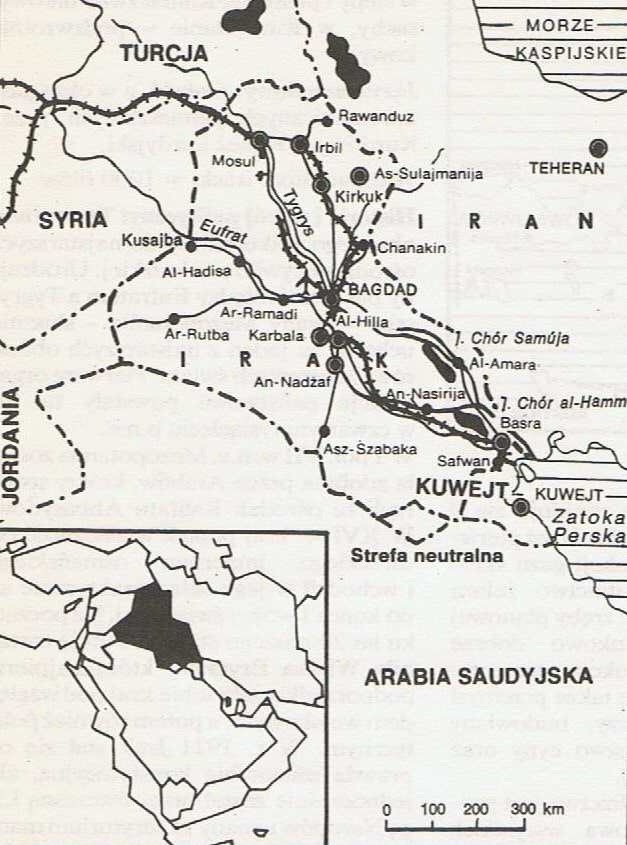 MORZE
KASPIJSKIE
TURCJA
Rawanduz
Irbil
Mosul
As-Sulajmanija
TEHERAN
Kirkuk
Tygrys
SYRIA
I R A N
Eufrat
Kusajba
Chanakin
Al-Hadisa
BAGDAD
Ar-Ramadi
Al-Hilla
Ar-Rutba
Karbala
J. Chór Samúja
R A K
Al-Amara
An-Nadżaf
An-Nasirija
J. Chór al-Hamm
Basra
JORDANIA
Asz-Szabaka
Safwan
KUWEJT
KUWEJT
Zatoka
Perska
Strefa neutralna
ARABIA SAUDYJSKA
0 100 200 300 km